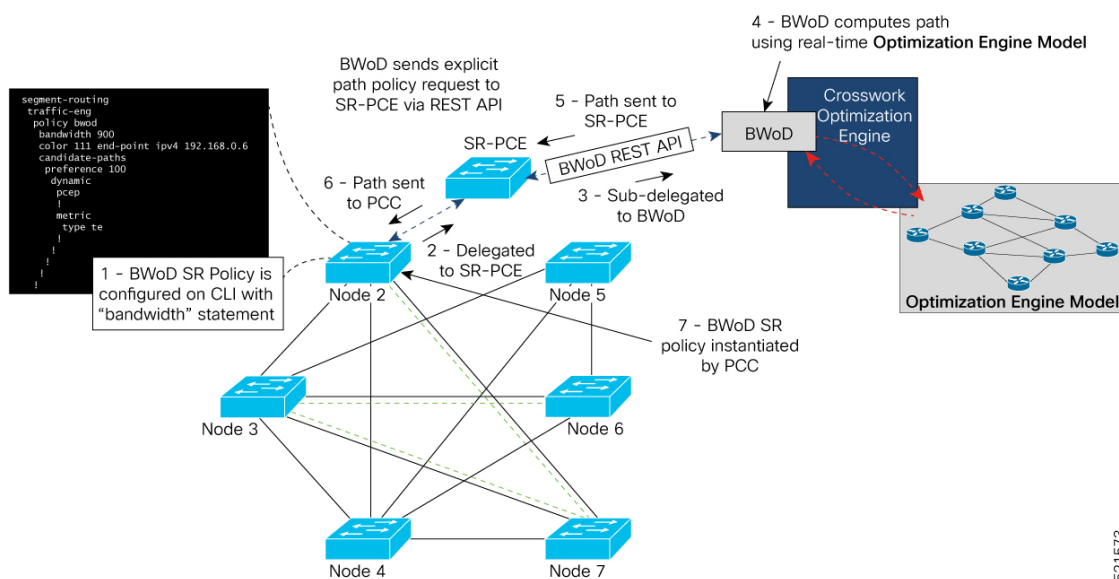 4 - BWoD computes path
using real-time Optimization Engine Model
BWoD sends explicit
path policy request to
SR-PCE via REST API
5 - Path sent to
SR-PCE
Crosswork
Optimization
Engine
BWoD
segment-routing
traffic-eng
policy bwod
bandwidth 900
color 111 end-point ipv4 192.168.0.6
candidate-paths
preference 100
dynamic
pcep
!
metric
type te
!
!
!
!
!
SR-PCE
BWoD REST API
6 - Path sent
to PCC
3 - Sub-delegated
to BWoD
2 - Delegated
to SR-PCE
1 - BWoD SR Policy is
configured on CLI with
"bandwidth" statement
Node 2
Node 5
Optimization Engine Model
7 - BWoD SR
policy instantiated
by PCC
Node 3
Node 6
Node 4
Node 7